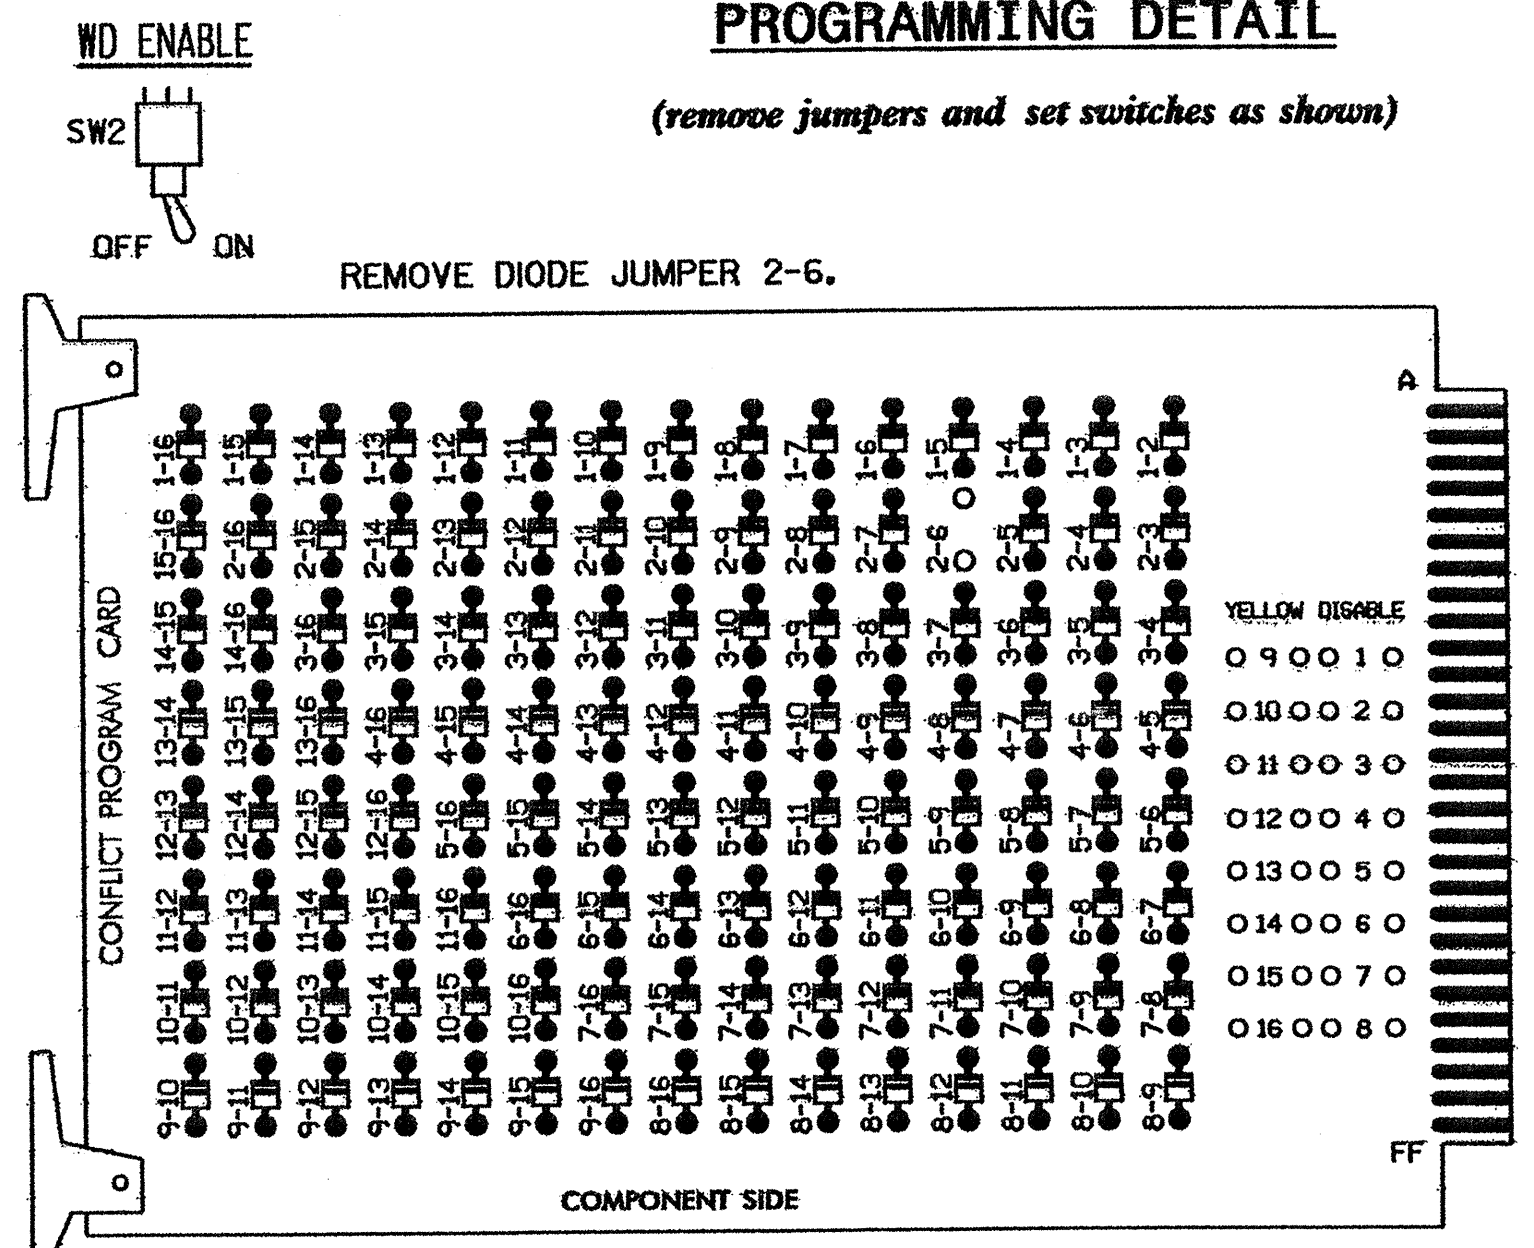 PROGRAMMING DETAIL
WD ENABLE
(remove jumpers and set switches as shown)
SW2
OFF ON
REMOVE DIODE JUMPER 2-6.
A
1-16 1-15 1-14 1-13 1-12 1-11 1-10 1-9 1-8 1-7 1-6 1-5 1-4 1-3 1-2
15-16 2-16 2-15 2-14 2-13 2-12 2-11 2-10 2-9 2-8 2-7 2-6 2-5 2-4 2-3
14-15 14-16 3-16 3-15 3-14 3-13 3-12 3-11 3-10 3-9 3-8 3-7 3-6 3-5 3-4
13-14 13-15 13-16 4-16 4-15 4-14 4-13 4-12 4-11 4-10 4-9 4-8 4-7 4-6 4-5
12-13 12-14 12-15 12-16 5-16 5-15 5-14 5-13 5-12 5-11 5-10 5-9 5-8 5-7 5-6
11-12 11-13 11-14 11-15 11-16 6-16 6-15 6-14 6-13 6-12 6-11 6-10 6-9 6-8 6-7
10-11 10-12 10-13 10-14 10-15 10-16 7-16 7-15 7-14 7-13 7-12 7-11 7-10 7-9 7-8
9-10 9-11 9-12 9-13 9-14 9-15 9-16 8-16 8-15 8-14 8-13 8-12 8-11 8-10 8-9
CONFLICT PROGRAM CARD
YELLOW DISABLE
9 1
10 2
11 3
12 4
13 5
14 6
15 7
16 8
FF
COMPONENT SIDE